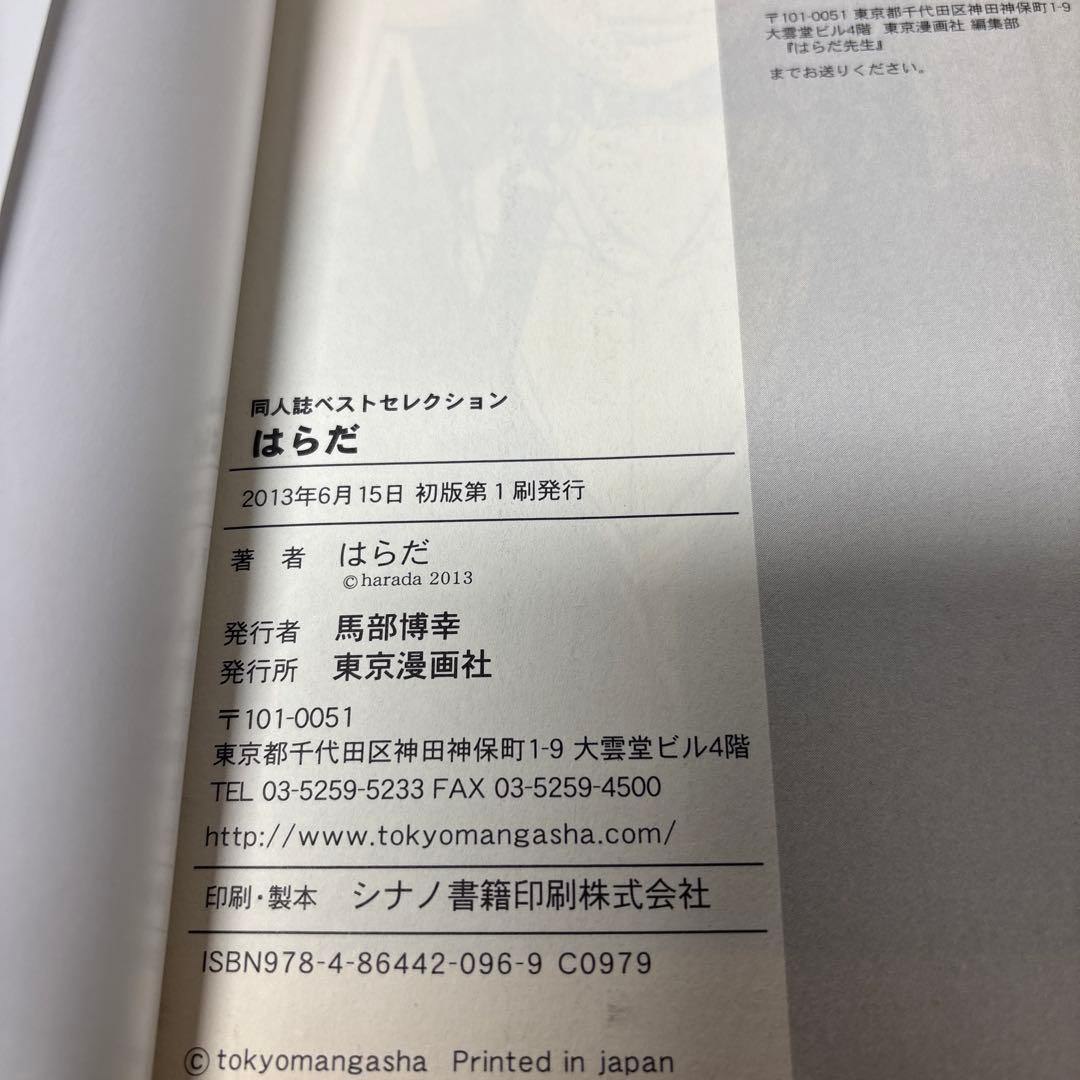 〒101-0051 東京都千代田区神田神保町1-9
大雲堂ビル4階 東京漫画社 編集部
『はらだ先生』
までお送りください。
同人誌ベストセレクション
はらだ
2013年6月15日 初版第1刷発行
著 者 はらだ
©harada 2013
発行者 馬部博幸
発行所 東京漫画社
〒101-0051
東京都千代田区神田神保町1-9 大雲堂ビル4階
TEL 03-5259-5233 FAX 03-5259-4500
http://www.tokyomangasha.com/
印刷・製本 シナノ書籍印刷株式会社
ISBN978-4-86442-096-9 C0979
©tokyomangasha Printed in japan